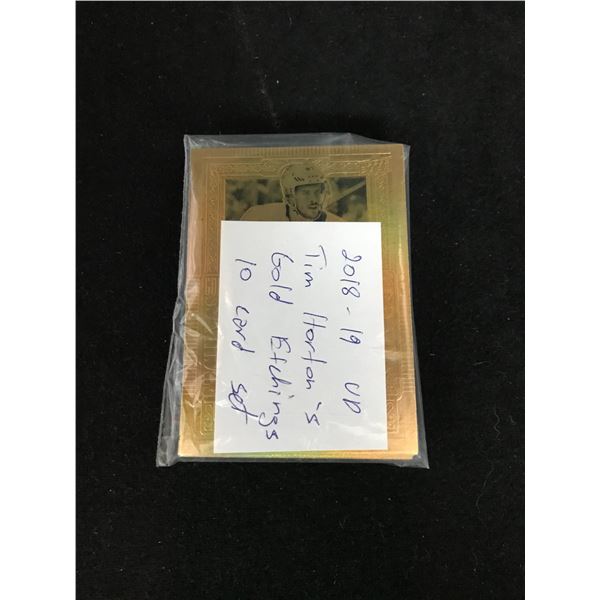 2018-19 UD
Tim Horton's
Gold Etchings
10 card set